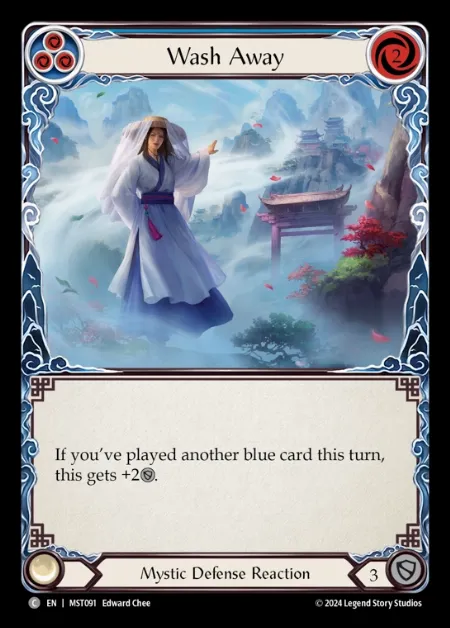 Wash Away
2
If you've played another blue card this turn,
this gets +2.
Mystic Defense Reaction
3
C EN | MST091 Edward Chee
© 2024 Legend Story Studios